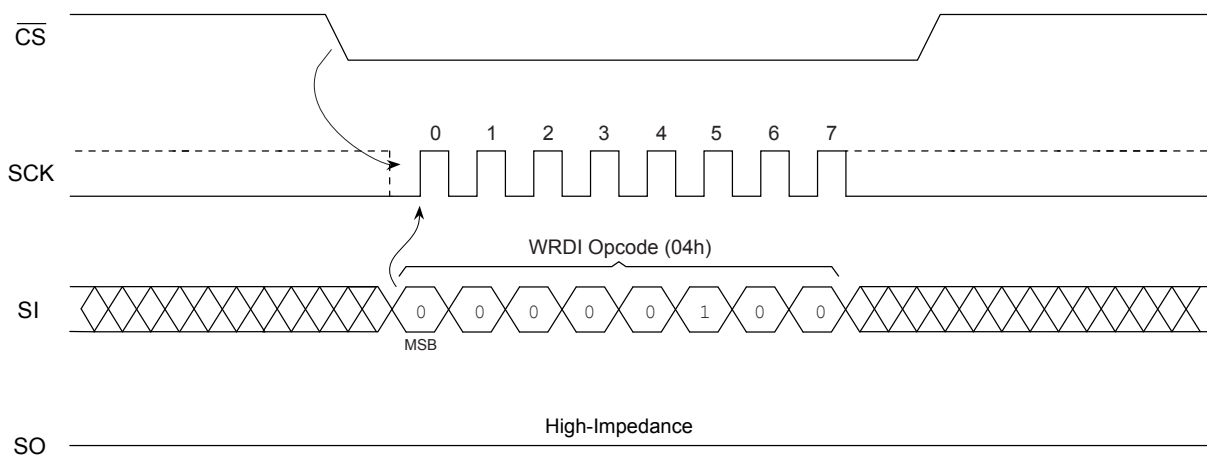 CS
0 1 2 3 4 5 6 7
SCK
WRDI Opcode (04h)
SI
0 0 0 0 0 1 0 0
MSB
High-Impedance
SO